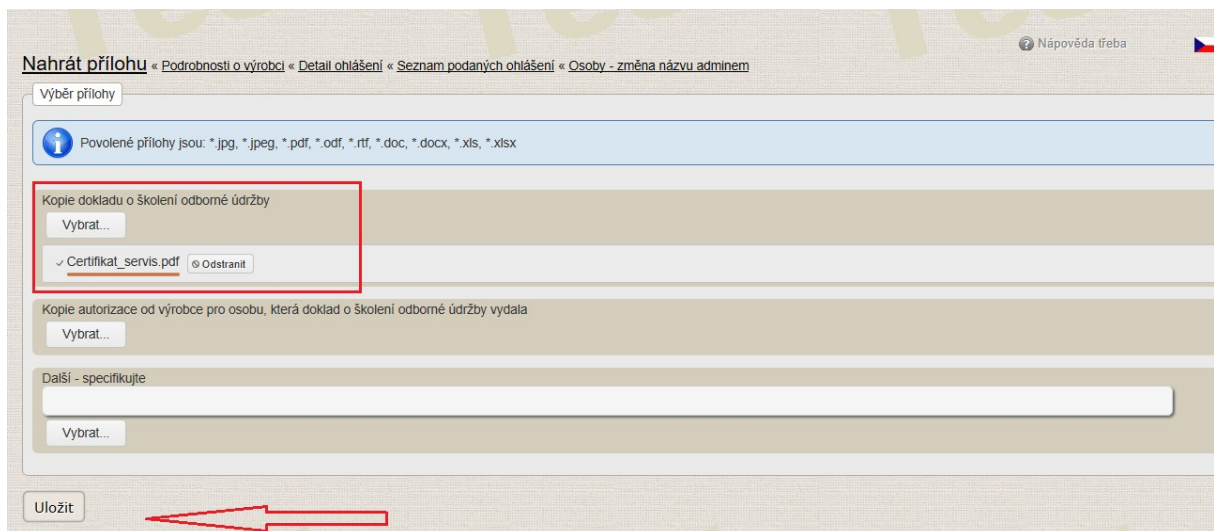 Nápověda třeba
Nahrát přílohu « Podrobnosti o výrobci « Detail ohlášení « Seznam podaných ohlášení « Osoby - změna názvu adminem
Výběr přílohy
Povolené přílohy jsou: *.jpg, *.jpeg, *.pdf, *.odf, *.rtf, *.doc, *.docx, *.xls, *.xlsx
Kopie dokladu o školení odborné údržby
Vybrat...
Certifikat_servis.pdf Odstranit
Kopie autorizace od výrobce pro osobu, která doklad o školení odborné údržby vydala
Vybrat...
Další - specifikujte
Vybrat...
Uložit